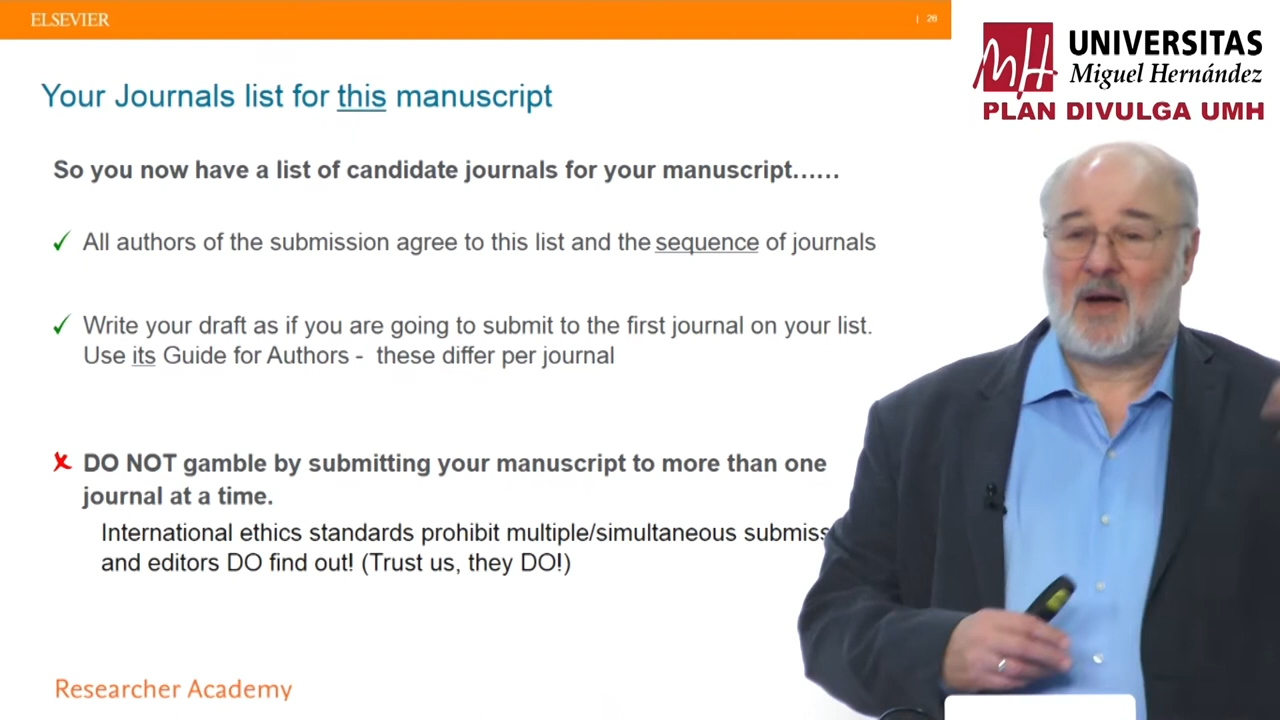 ELSEVIER
| 26
UNIVERSITAS
Miguel Hernández
PLAN DIVULGA UMH
Your Journals list for this manuscript
So you now have a list of candidate journals for your manuscript……
All authors of the submission agree to this list and the sequence of journals
Write your draft as if you are going to submit to the first journal on your list.
Use its Guide for Authors - these differ per journal
DO NOT gamble by submitting your manuscript to more than one
journal at a time.
International ethics standards prohibit multiple/simultaneous submiss
and editors DO find out! (Trust us, they DO!)
Researcher Academy